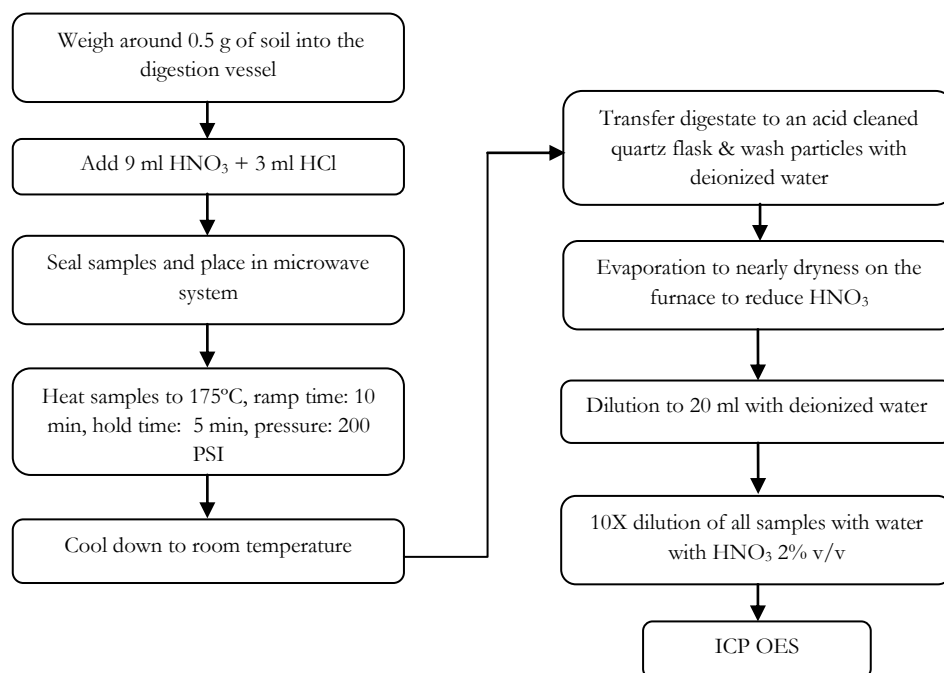 Weigh around 0.5 g of soil into the
digestion vessel
Add 9 ml HNO₃ + 3 ml HCl
Seal samples and place in microwave
system
Heat samples to 175ºC, ramp time: 10
min, hold time:  5 min, pressure: 200
PSI
Cool down to room temperature
Transfer digestate to an acid cleaned
quartz flask & wash particles with
deionized water
Evaporation to nearly dryness on the
furnace to reduce HNO₃
Dilution to 20 ml with deionized water
10X dilution of all samples with water
with HNO₃ 2% v/v
ICP OES